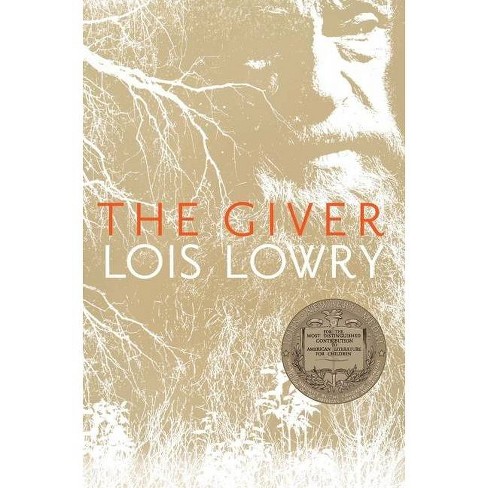 THE GIVER
LOIS LOWRY
FOR THE
MOST DISTINGUISHED
CONTRIBUTION
TO
AMERICAN LITERATURE
FOR CHILDREN